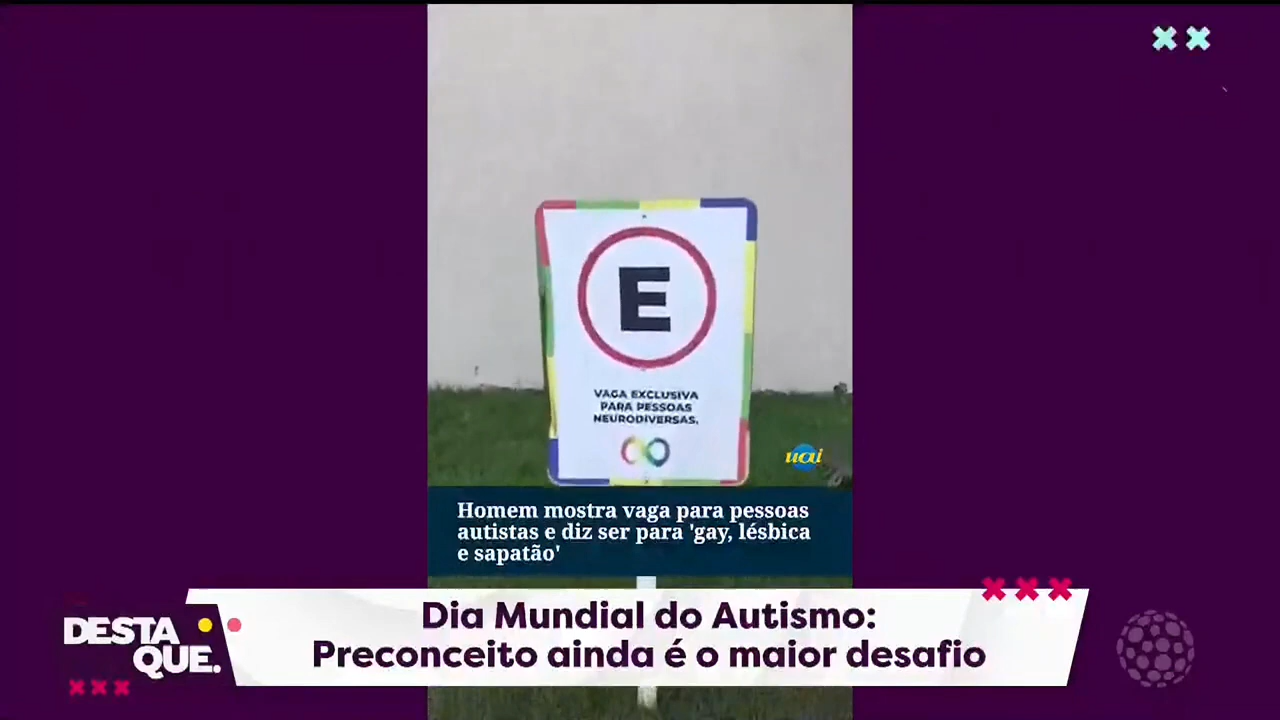 E
VAGA EXCLUSIVA
PARA PESSOAS
NEURODIVERSAS.
uai
Homem mostra vaga para pessoas
autistas e diz ser para 'gay, lésbica
e sapatão'
Dia Mundial do Autismo:
Preconceito ainda é o maior desafio
DESTA
QUE.